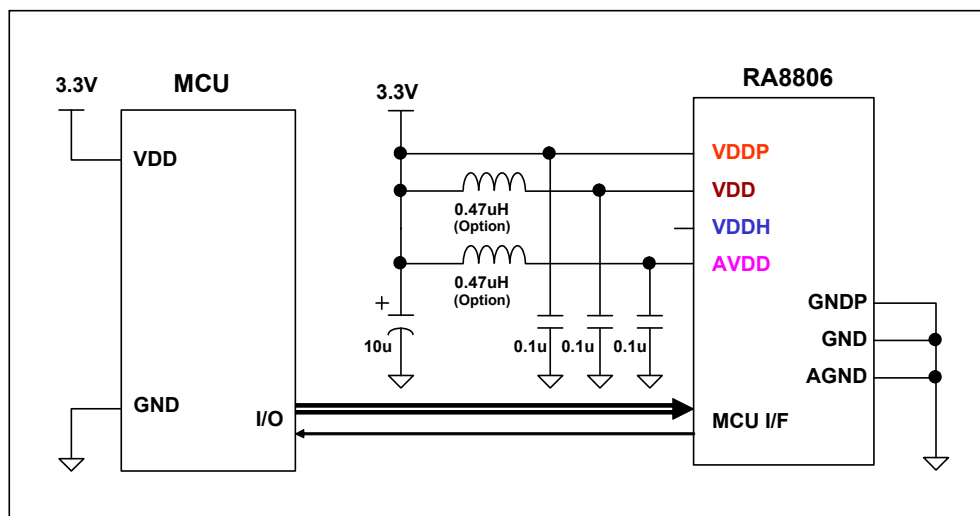 MCU
RA8806
3.3V
3.3V
VDD
VDDP
VDD
0.47uH
(Option)
VDDH
AVDD
0.47uH
(Option)
GNDP
+
10u
0.1u
0.1u
0.1u
GND
AGND
GND
I/O
MCU I/F